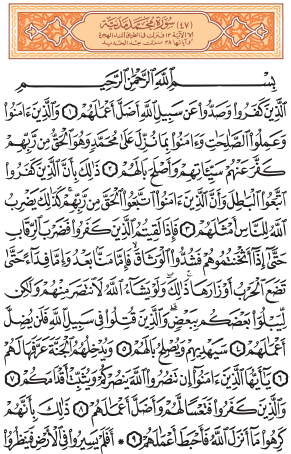 (٤٧) سُورَةُ مُحَمَّدٍ مَدَنِيَّة
إلا الآية ١٣ فنزلت في الطريق أثناء الهجرة
وآياتها ٣٨ نزلت بعد الحديد
بِسْمِ ٱللَّهِ ٱلرَّحْمَٰنِ ٱلرَّحِيمِ
ٱلَّذِينَ كَفَرُواْ وَصَدُّواْ عَن سَبِيلِ ٱللَّهِ أَضَلَّ أَعْمَٰلَهُمْ ١ وَٱلَّذِينَ ءَامَنُواْ
وَعَمِلُواْ ٱلصَّٰلِحَٰتِ وَءَامَنُواْ بِمَا نُزِّلَ عَلَىٰ مُحَمَّدٍ وَهُوَ ٱلْحَقُّ مِن رَّبِّهِمْ
كَفَّرَ عَنْهُمْ سَيِّـَٔاتِهِمْ وَأَصْلَحَ بَالَهُمْ ٢ ذَٰلِكَ بِأَنَّ ٱلَّذِينَ كَفَرُواْ
ٱتَّبَعُواْ ٱلْبَٰطِلَ وَأَنَّ ٱلَّذِينَ ءَامَنُواْ ٱتَّبَعُواْ ٱلْحَقَّ مِن رَّبِّهِمْ كَذَٰلِكَ يَضْرِبُ
ٱللَّهُ لِلنَّاسِ أَمْثَٰلَهُمْ ٣ فَإِذَا لَقِيتُمُ ٱلَّذِينَ كَفَرُواْ فَضَرْبَ ٱلرِّقَابِ
حَتَّىٰٓ إِذَآ أَثْخَنتُمُوهُمْ فَشُدُّواْ ٱلْوَثَاقَ فَإِمَّا مَنًّۢا بَعْدُ وَإِمَّا فِدَآءً حَتَّىٰ
تَضَعَ ٱلْحَرْبُ أَوْزَارَهَا ذَٰلِكَ وَلَوْ يَشَآءُ ٱللَّهُ لَٱنتَصَرَ مِنْهُمْ وَلَٰكِن
لِّيَبْلُوَاْ بَعْضَكُم بِبَعْضٍ وَٱلَّذِينَ قُتِلُواْ فِى سَبِيلِ ٱللَّهِ فَلَن يُضِلَّ
أَعْمَٰلَهُمْ ٤ سَيَهْدِيهِمْ وَيُصْلِحُ بَالَهُمْ ٥ وَيُدْخِلُهُمُ ٱلْجَنَّةَ عَرَّفَهَا لَهُمْ
٦ يَٰٓأَيُّهَا ٱلَّذِينَ ءَامَنُوٓاْ إِن تَنصُرُواْ ٱللَّهَ يَنصُرْكُمْ وَيُثَبِّتْ أَقْدَامَكُمْ ٧
وَٱلَّذِينَ كَفَرُواْ فَتَعْسًا لَّهُمْ وَأَضَلَّ أَعْمَٰلَهُمْ ٨ ذَٰلِكَ بِأَنَّهُمْ
كَرِهُواْ مَآ أَنزَلَ ٱللَّهُ فَأَحْبَطَ أَعْمَٰلَهُمْ ٩ * أَفَلَمْ يَسِيرُواْ فِى ٱلْأَرْضِ فَيَنظُرُواْ